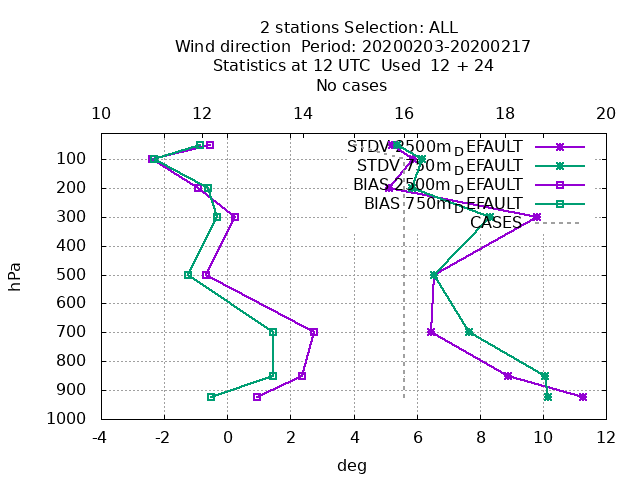 2 stations Selection: ALL
Wind direction  Period: 20200203-20200217
Statistics at 12 UTC  Used  12 + 24
No cases
10 12 14 16 18 20
STDV 2500m_DEFAULT
100
STDV 750m_DEFAULT
BIAS 2500m_DEFAULT
200
BIAS 750m_DEFAULT
300
CASES
400
hPa
500
600
700
800
900
1000
-4 -2 0 2 4 6 8 10 12
deg